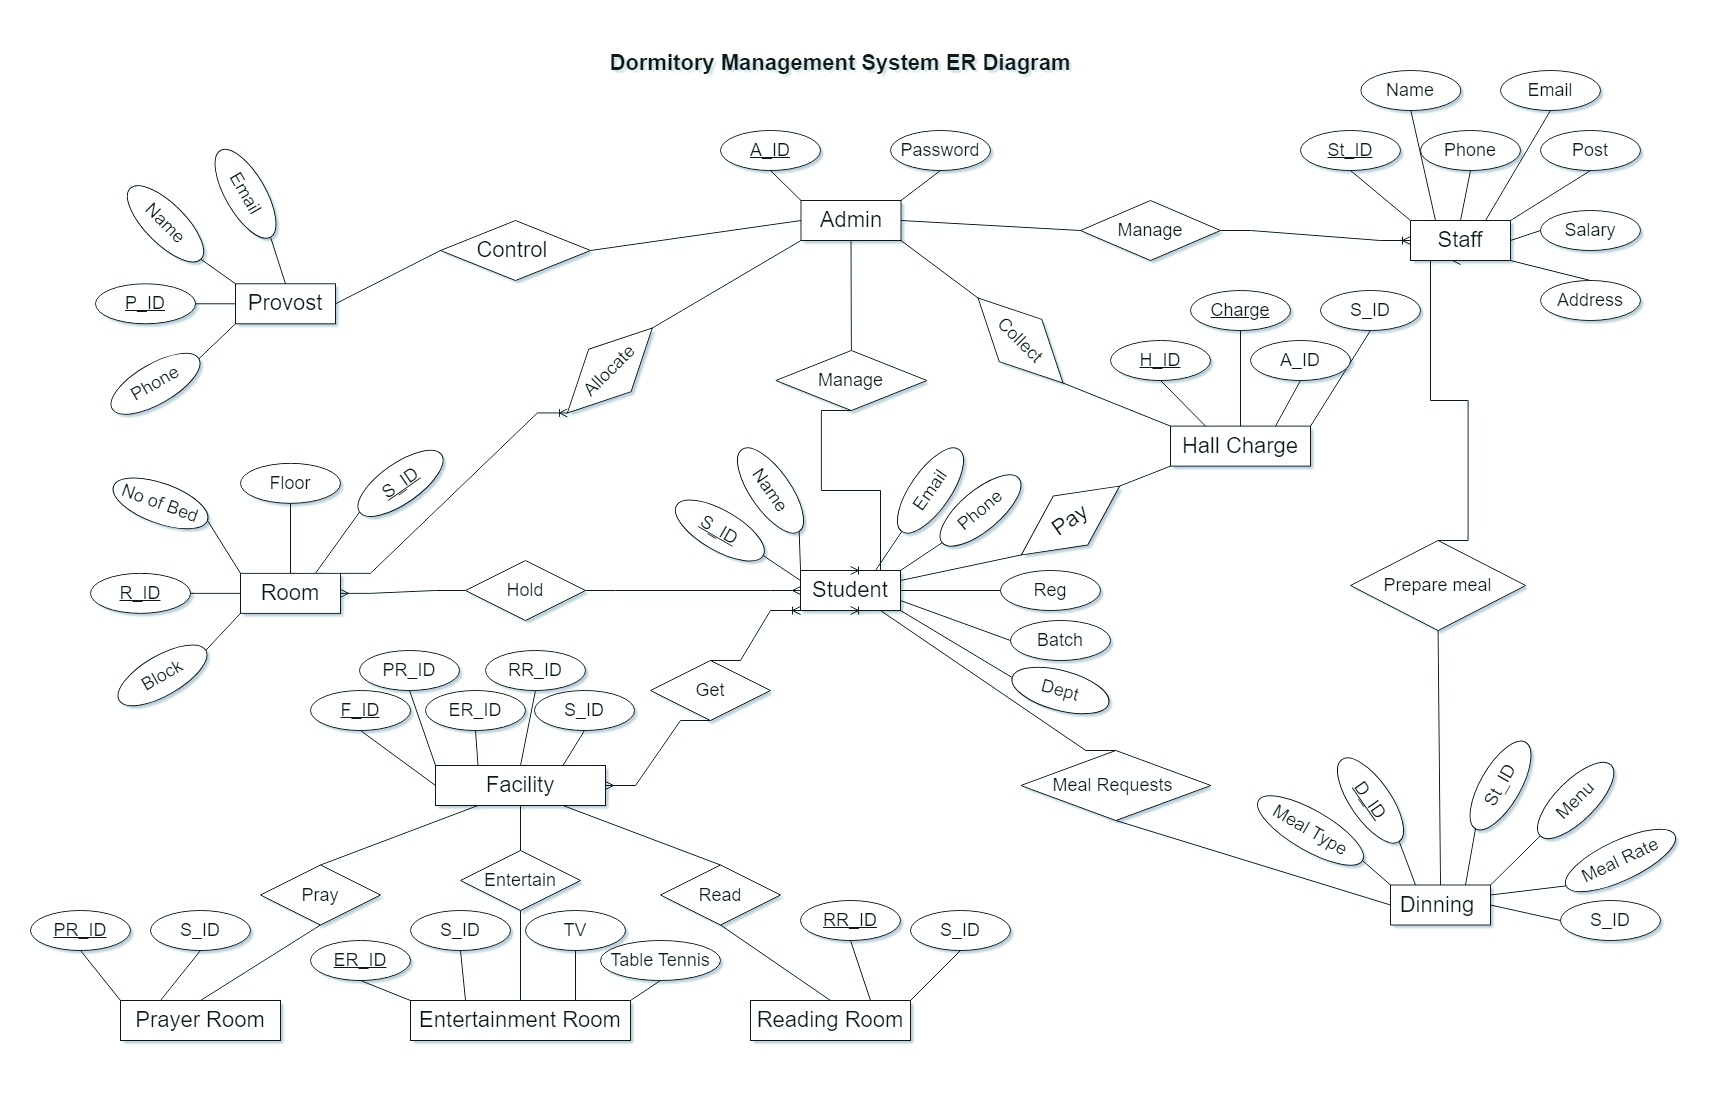 Dormitory Management System ER Diagram
Name
Email
A_ID
Password
St_ID
Phone
Post
Email
Name
Admin
Manage
Staff
Salary
Control
P_ID
Provost
Address
Phone
Charge
S_ID
H_ID
A_ID
Collect
Allocate
Manage
Hall Charge
No of Bed
Floor
S_ID
Name
Email
Phone
S_ID
Pay
R_ID
Room
Hold
Student
Reg
Prepare meal
Block
Batch
Dept
PR_ID
RR_ID
Get
F_ID
ER_ID
S_ID
Facility
Meal Requests
D_ID
St_ID
Menu
Meal Type
Meal Rate
Dinning
S_ID
Pray
Entertain
Read
PR_ID
S_ID
S_ID
TV
RR_ID
S_ID
ER_ID
Table Tennis
Prayer Room
Entertainment Room
Reading Room